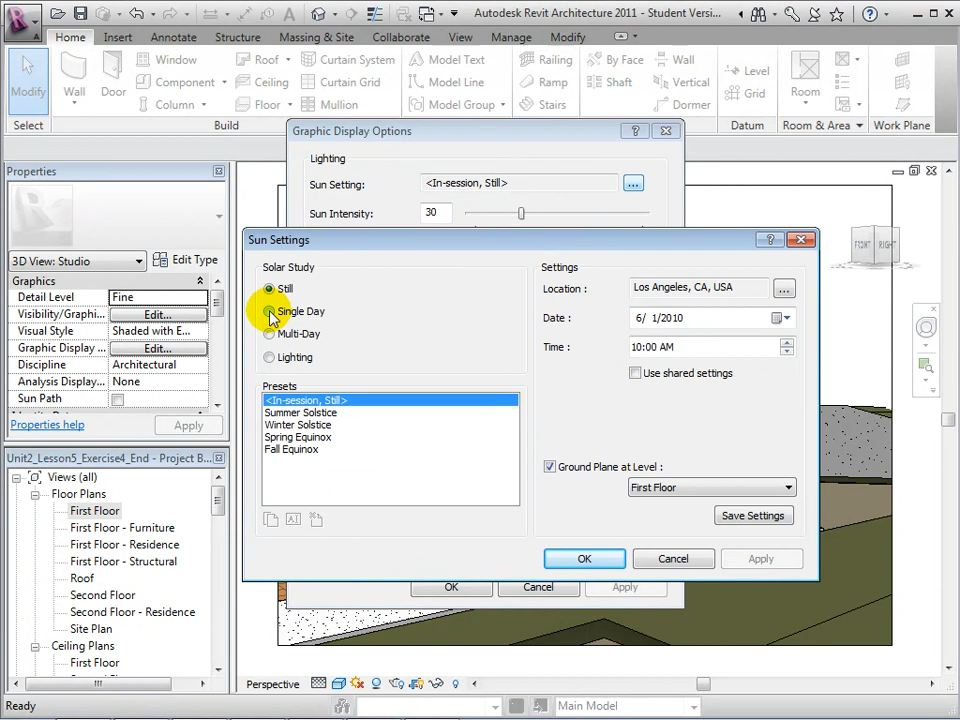 Autodesk Revit Architecture 2011 - Student Versi...
Home Insert Annotate Structure Massing & Site Collaborate View Manage Modify
Modify
Wall
Door
Window
Component
Column
Roof
Ceiling
Floor
Curtain System
Curtain Grid
Mullion
Model Text
Model Line
Model Group
Railing
Ramp
Stairs
By Face
Shaft
Wall
Vertical
Dormer
Level
Grid
Room
Select Build Datum Room & Area Work Plane
Properties
3D View: Studio
Edit Type
Graphics
Detail Level Fine
Visibility/Graphi... Edit...
Visual Style Shaded with E...
Graphic Display ... Edit...
Discipline Architectural
Analysis Display... None
Sun Path
Properties help
Apply
Unit2_Lesson5_Exercise4_End - Project B...
Views (all)
Floor Plans
First Floor
First Floor - Furniture
First Floor - Residence
First Floor - Structural
Roof
Second Floor
Second Floor - Residence
Site Plan
Ceiling Plans
First Floor
Graphic Display Options
Lighting
Sun Setting: <In-session, Still> ...
Sun Intensity: 30
Sun Settings
Solar Study
Still
Single Day
Multi-Day
Lighting
Presets
<In-session, Still>
Summer Solstice
Winter Solstice
Spring Equinox
Fall Equinox
Settings
Location : Los Angeles, CA, USA ...
Date : 6/ 1/2010
Time : 10:00 AM
Use shared settings
Ground Plane at Level :
First Floor
Save Settings
OK Cancel Apply
OK Cancel Apply
FRONT RIGHT
Perspective
Ready
Main Model